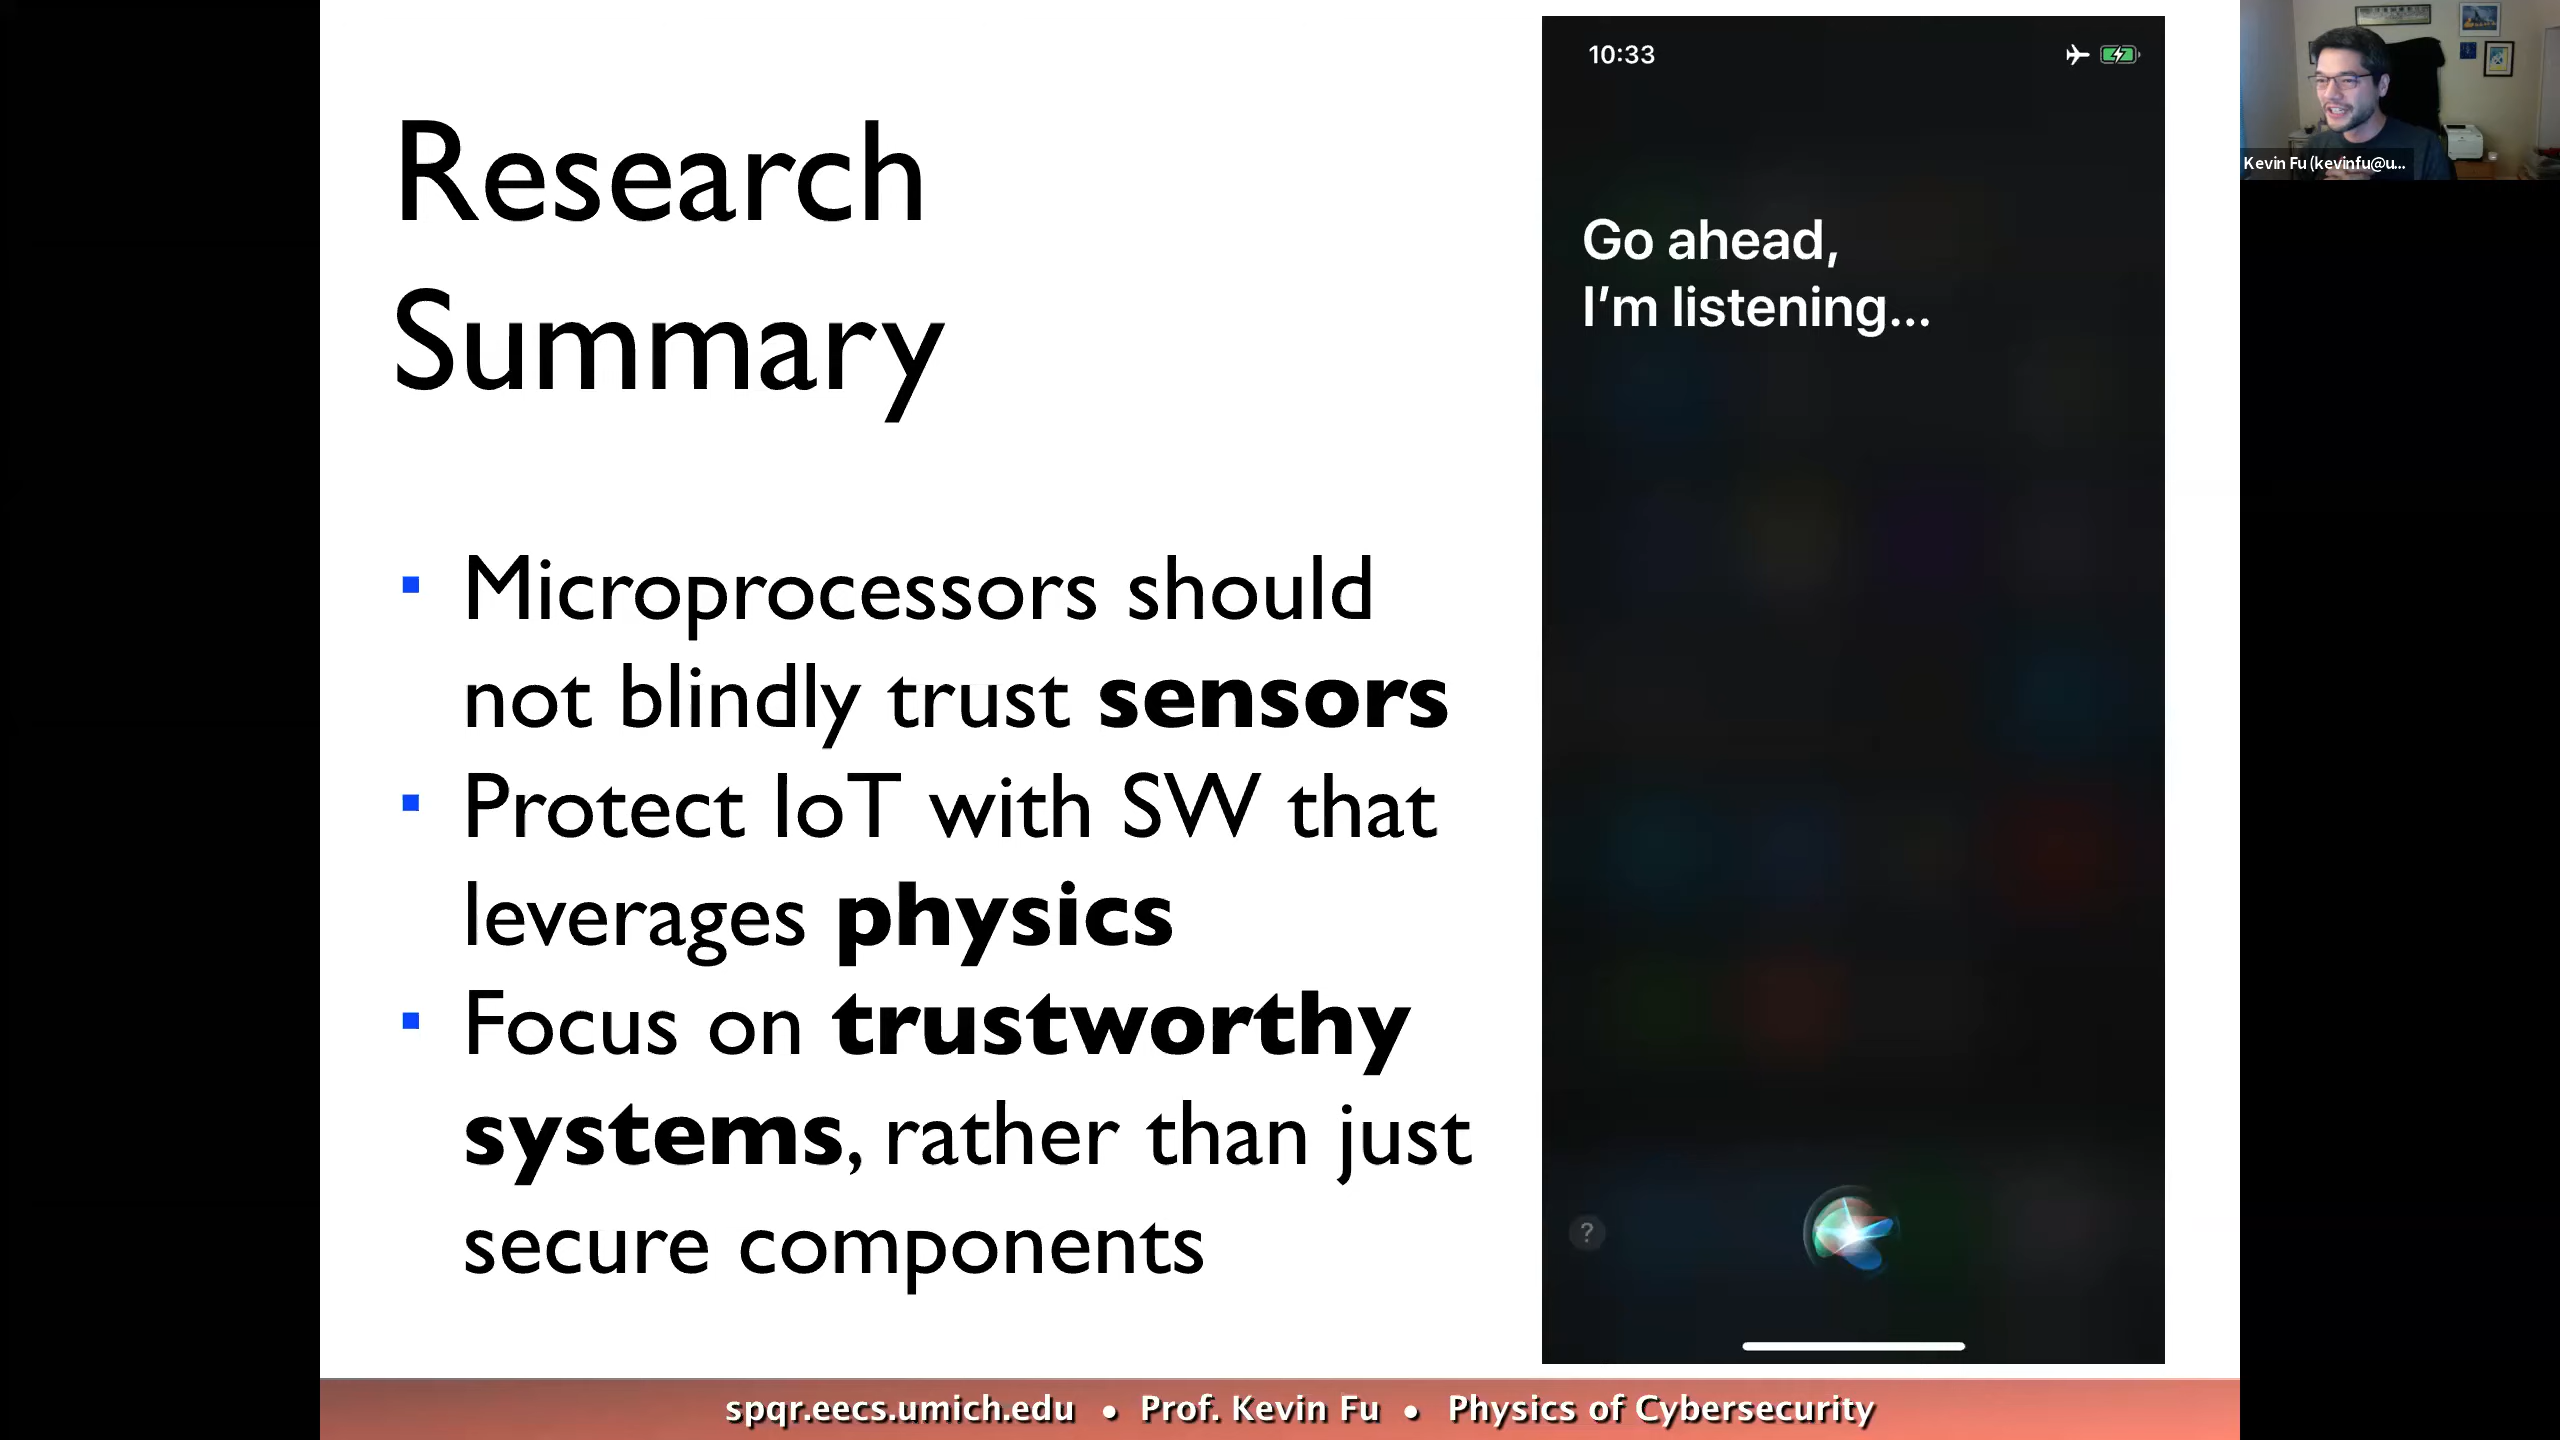 Research
Summary
▪ Microprocessors should
not blindly trust sensors
▪ Protect IoT with SW that
leverages physics
▪ Focus on trustworthy
systems, rather than just
secure components
10:33
Go ahead,
I'm listening...
?
Kevin Fu (kevinfu@u...
spqr.eecs.umich.edu • Prof. Kevin Fu • Physics of Cybersecurity